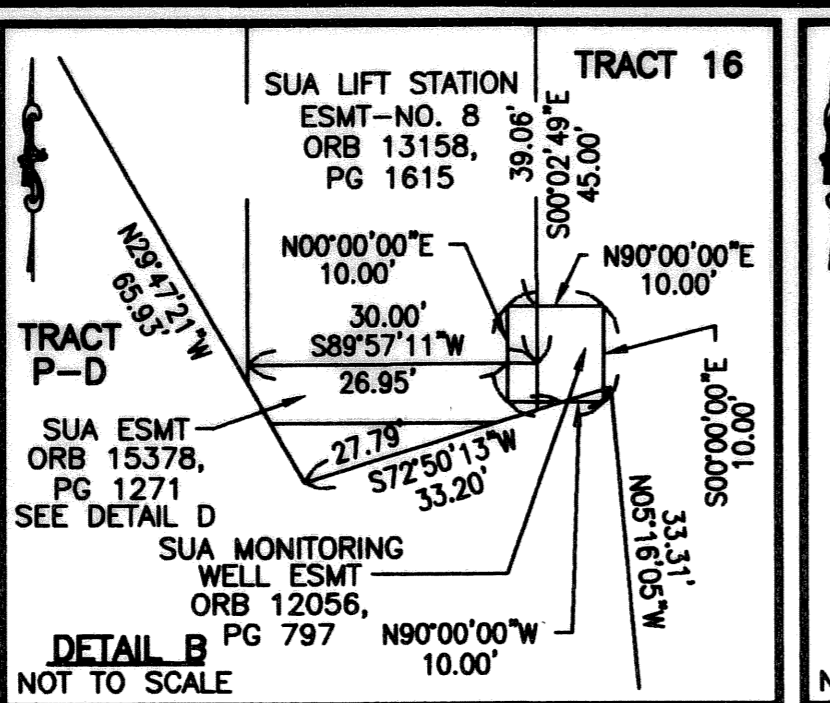 TRACT 16
SUA LIFT STATION
ESMT-NO. 8
ORB 13158,
PG 1615
39.06'
S00°02'49"E
45.00'
N29°47'21"W
65.93'
N00°00'00"E
10.00'
N90°00'00"E
10.00'
30.00'
S89°57'11"W
26.95'
TRACT
P-D
SUA ESMT
ORB 15378,
PG 1271
SEE DETAIL D
27.79'
S72°50'13"W
33.20'
S00°00'00"E
10.00'
33.31'
N05°16'05"W
SUA MONITORING
WELL ESMT
ORB 12056,
PG 797
N90°00'00"W
10.00'
DETAIL B
NOT TO SCALE
N